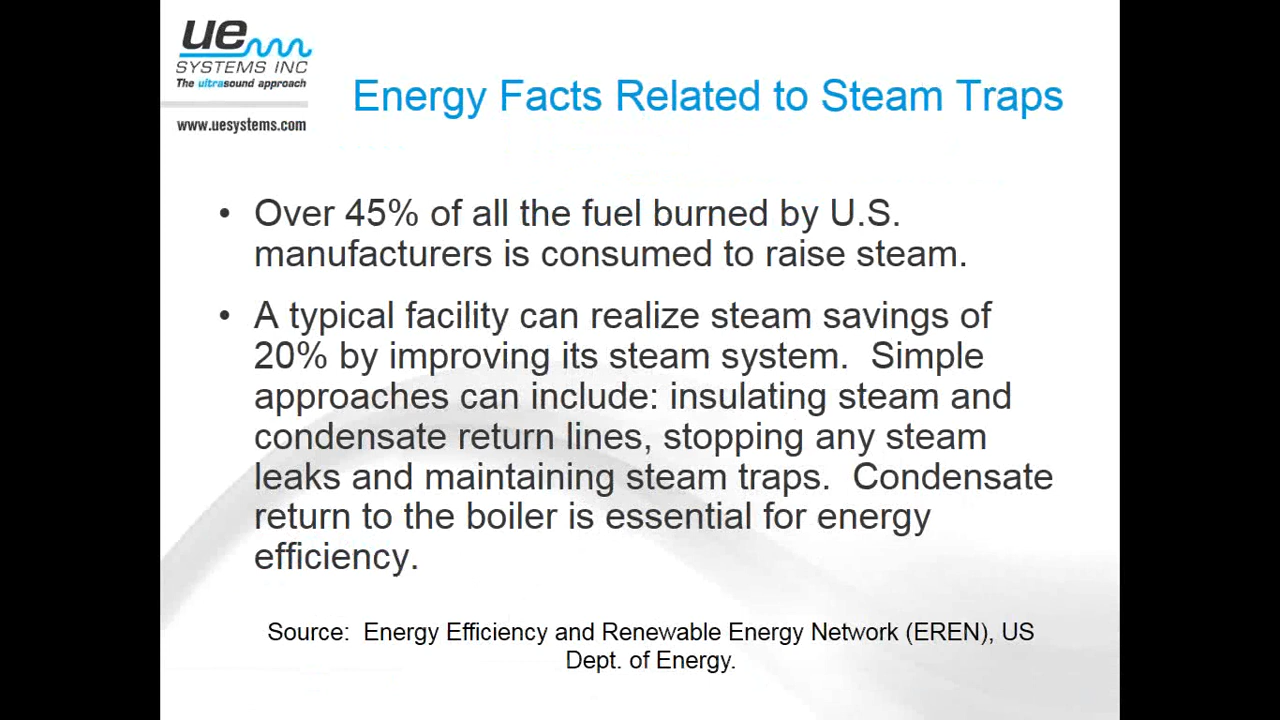 ue
SYSTEMS INC
The ultrasound approach
www.uesystems.com
Energy Facts Related to Steam Traps
• Over 45% of all the fuel burned by U.S.
manufacturers is consumed to raise steam.
• A typical facility can realize steam savings of
20% by improving its steam system.  Simple
approaches can include: insulating steam and
condensate return lines, stopping any steam
leaks and maintaining steam traps.  Condensate
return to the boiler is essential for energy
efficiency.
Source:  Energy Efficiency and Renewable Energy Network (EREN), US
Dept. of Energy.